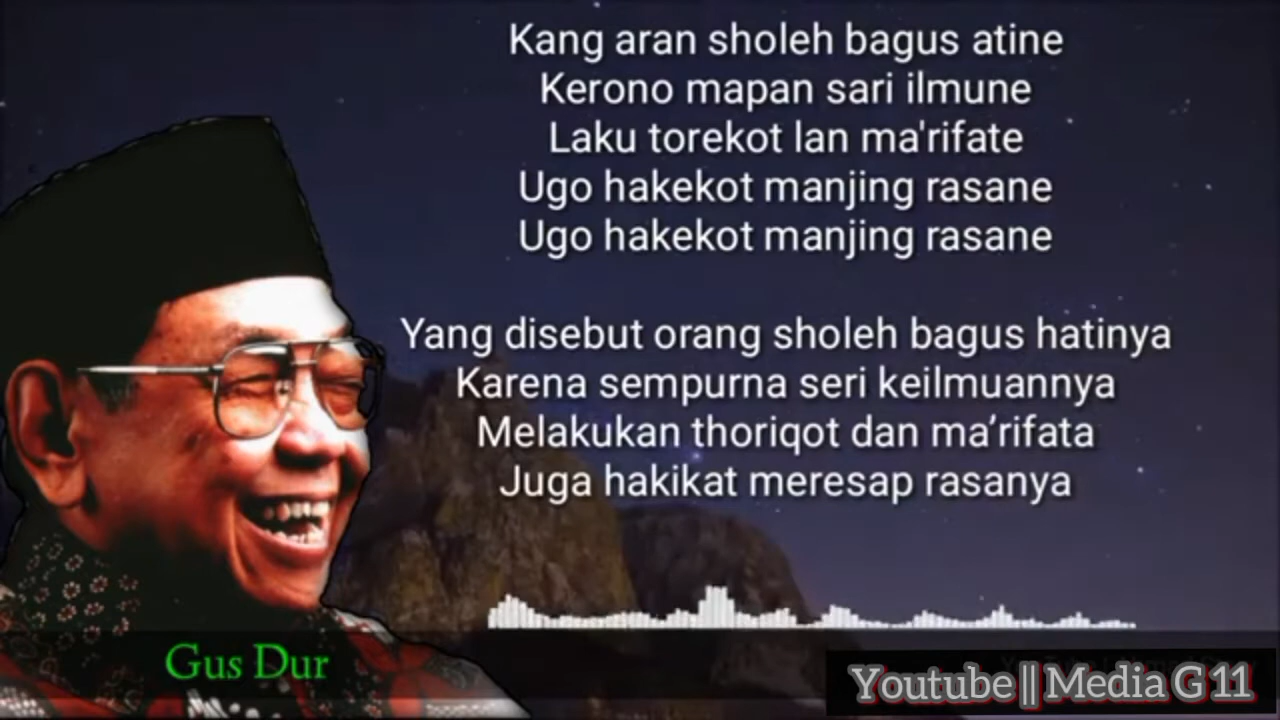 Kang aran sholeh bagus atine
Kerono mapan sari ilmune
Laku torekot lan ma'rifate
Ugo hakekot manjing rasane
Ugo hakekot manjing rasane
Yang disebut orang sholeh bagus hatinya
Karena sempurna seri keilmuannya
Melakukan thoriqot dan ma’rifata
Juga hakikat meresap rasanya
Gus Dur
Youtube || Media G 11